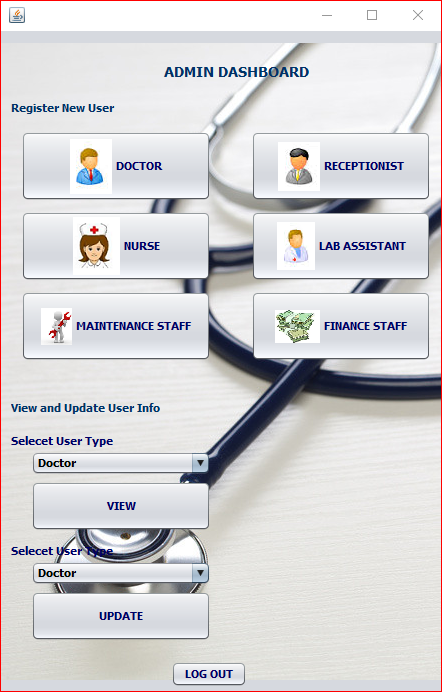 ADMIN DASHBOARD
Register New User
DOCTOR
RECEPTIONIST
NURSE
LAB ASSISTANT
MAINTENANCE STAFF
FINANCE STAFF
View and Update User Info
Selecet User Type
Doctor
VIEW
Selecet User Type
Doctor
UPDATE
LOG OUT